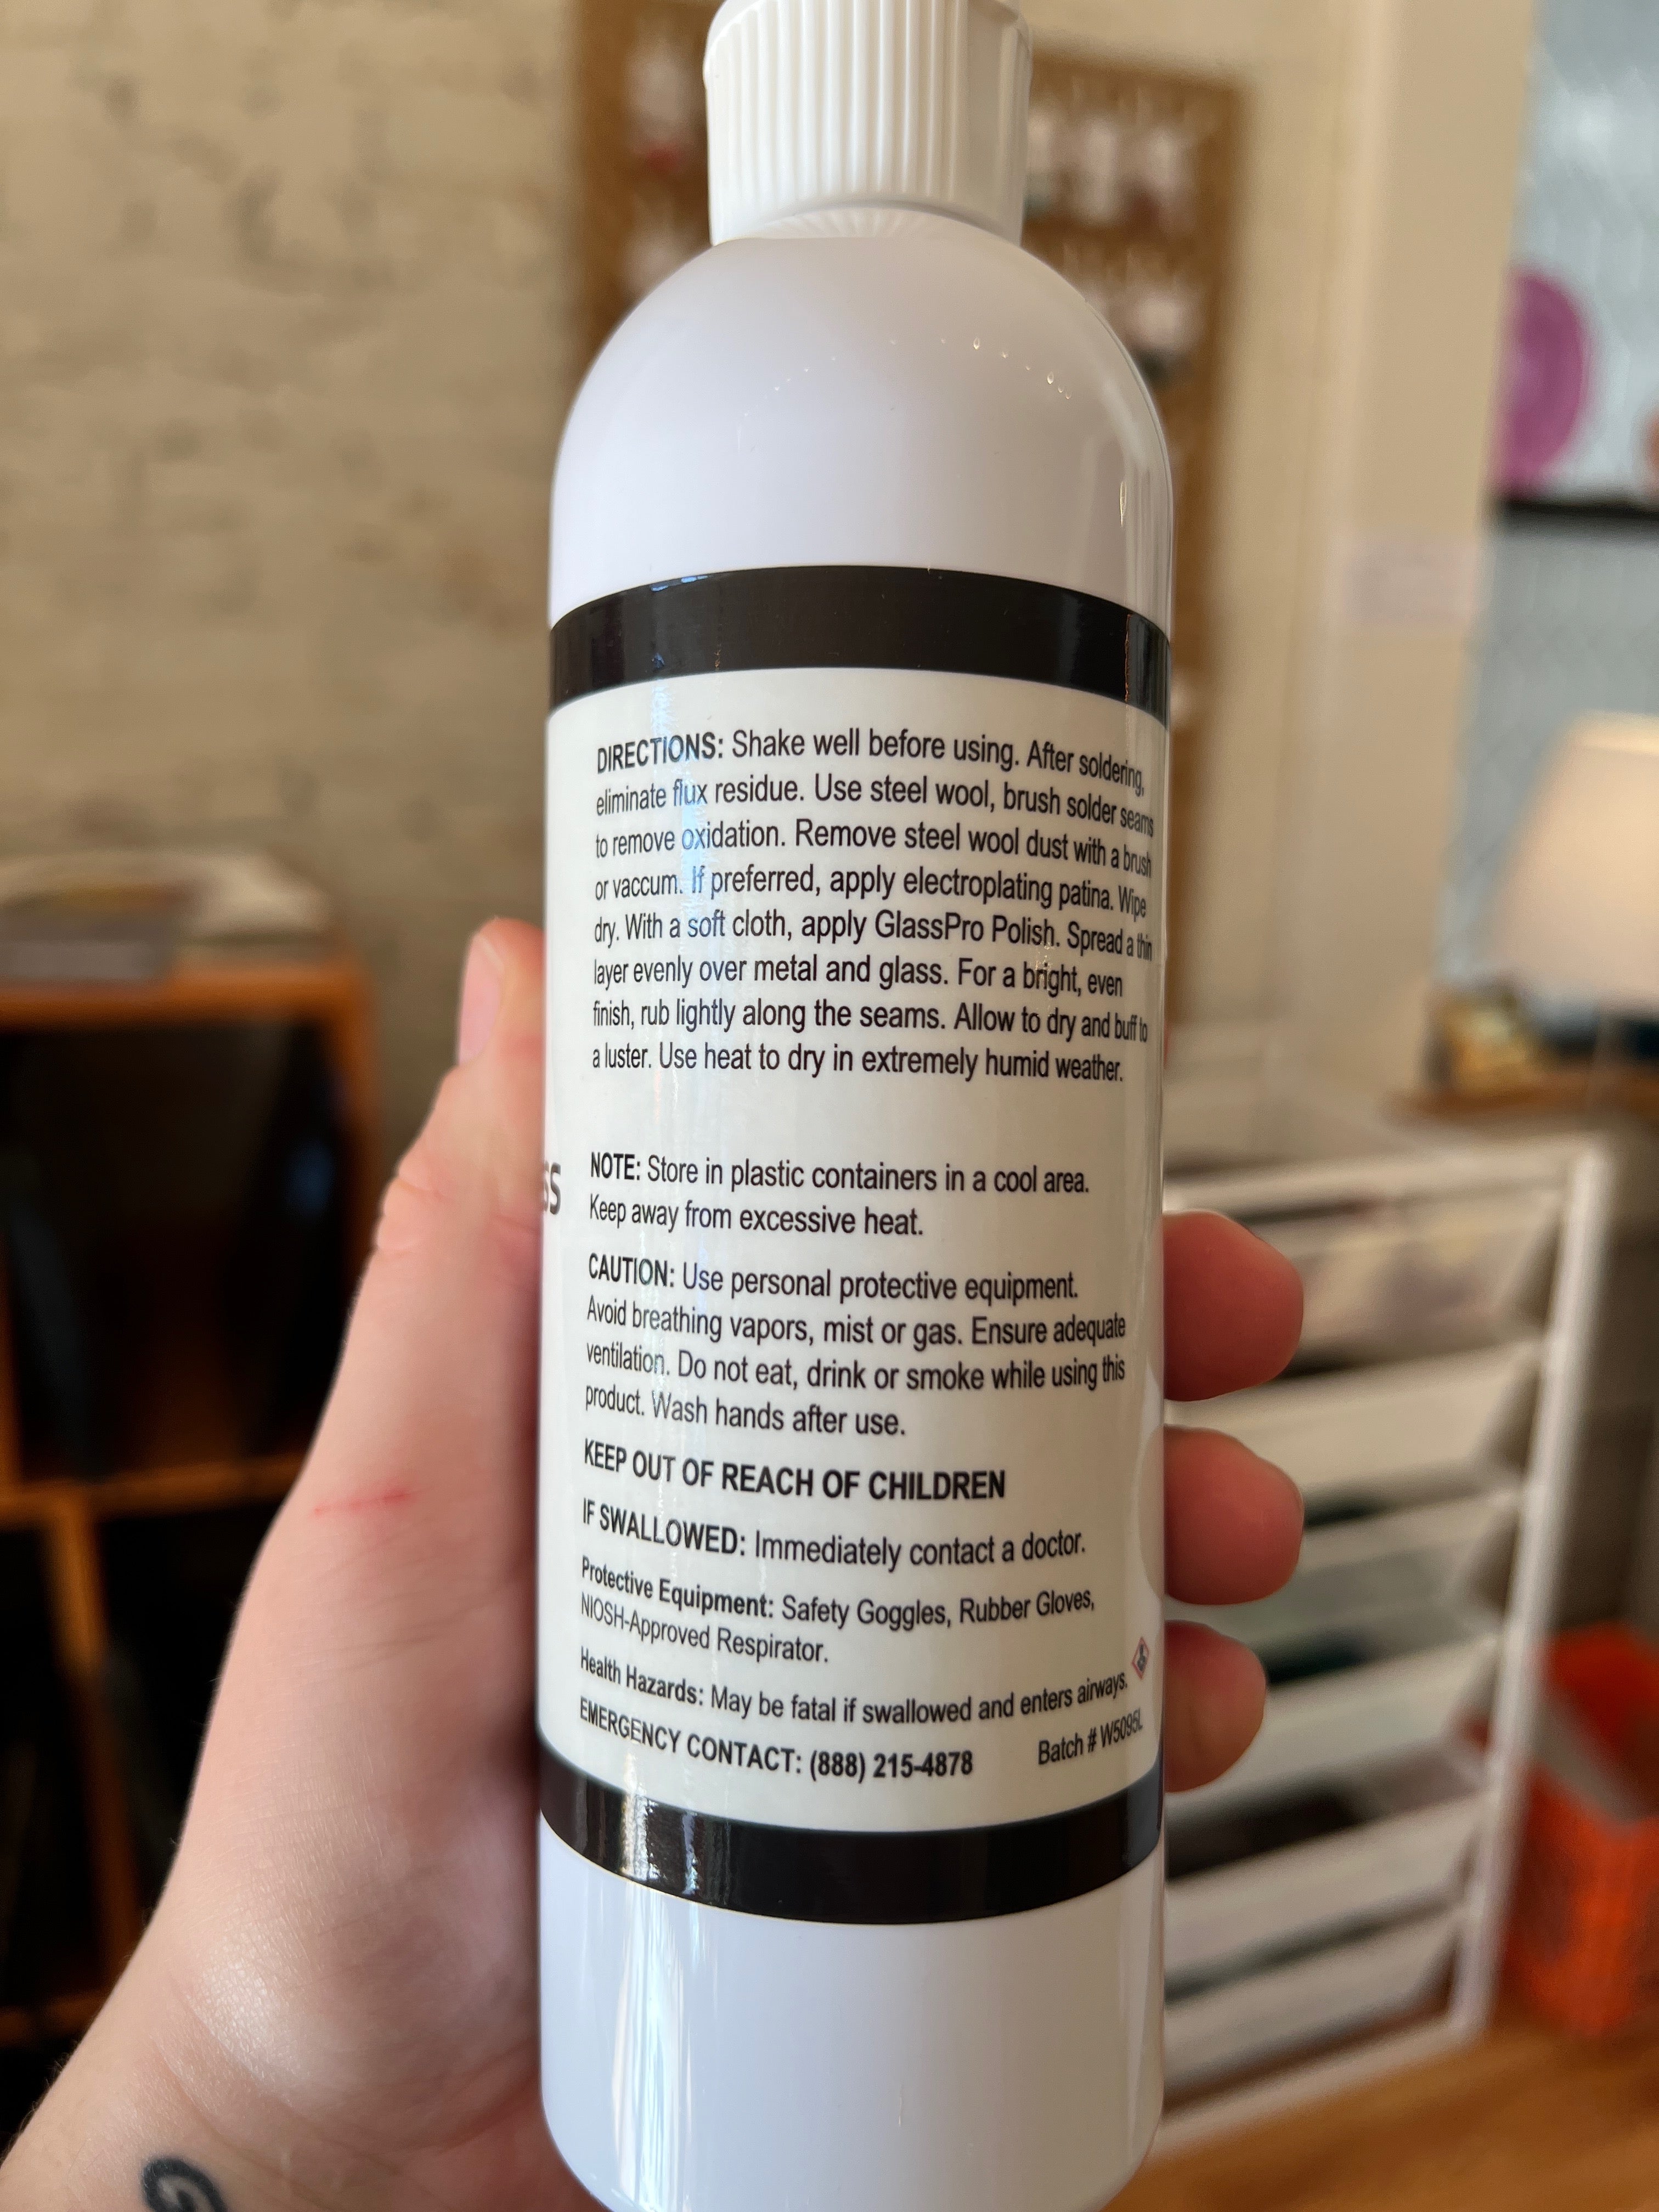 DIRECTIONS: Shake well before using. After soldering,
eliminate flux residue. Use steel wool, brush solder seams
to remove oxidation. Remove steel wool dust with a brush
or vaccum. If preferred, apply electroplating patina. Wipe
dry. With a soft cloth, apply GlassPro Polish. Spread a thin
layer evenly over metal and glass. For a bright, even
finish, rub lightly along the seams. Allow to dry and buff to
a luster. Use heat to dry in extremely humid weather.
NOTE: Store in plastic containers in a cool area.
Keep away from excessive heat.
CAUTION: Use personal protective equipment.
Avoid breathing vapors, mist or gas. Ensure adequate
ventilation. Do not eat, drink or smoke while using this
product. Wash hands after use.
KEEP OUT OF REACH OF CHILDREN
IF SWALLOWED: Immediately contact a doctor.
Protective Equipment: Safety Goggles, Rubber Gloves,
NIOSH-Approved Respirator.
Health Hazards: May be fatal if swallowed and enters airways.
EMERGENCY CONTACT: (888) 215-4878 Batch # W5095L